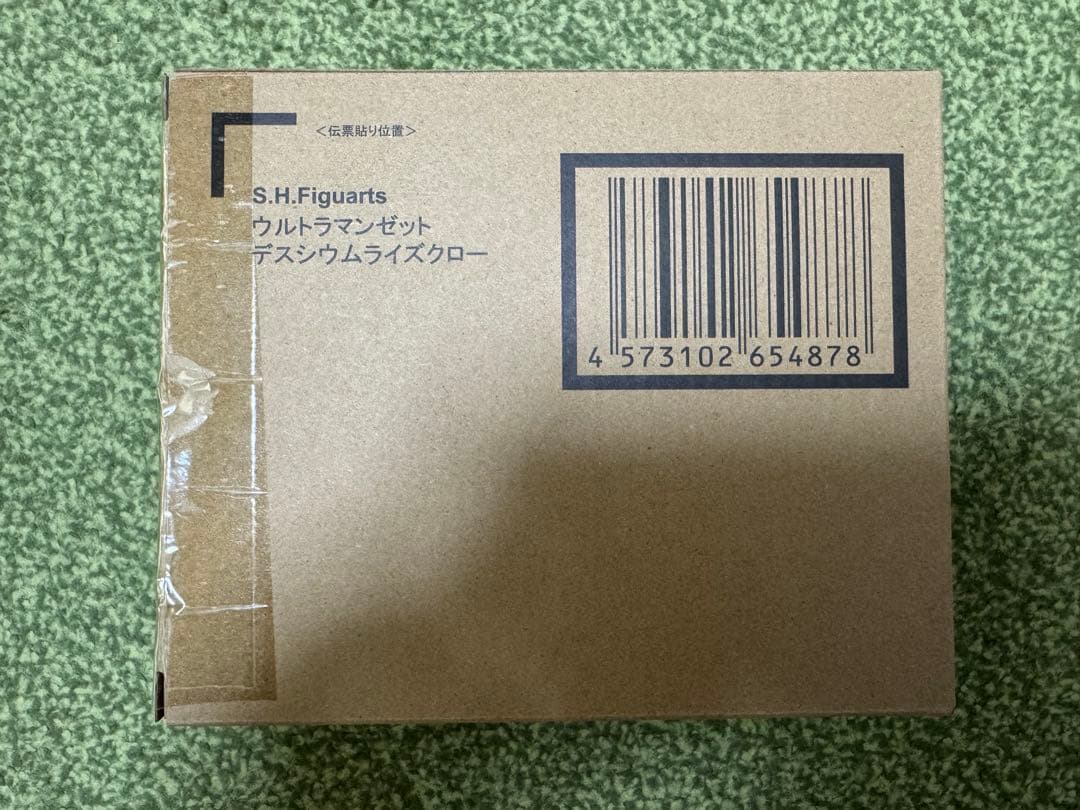 <伝票貼り位置>
S.H.Figuarts
ウルトラマンゼット
デスシウムライズクロー
4 573102 654878